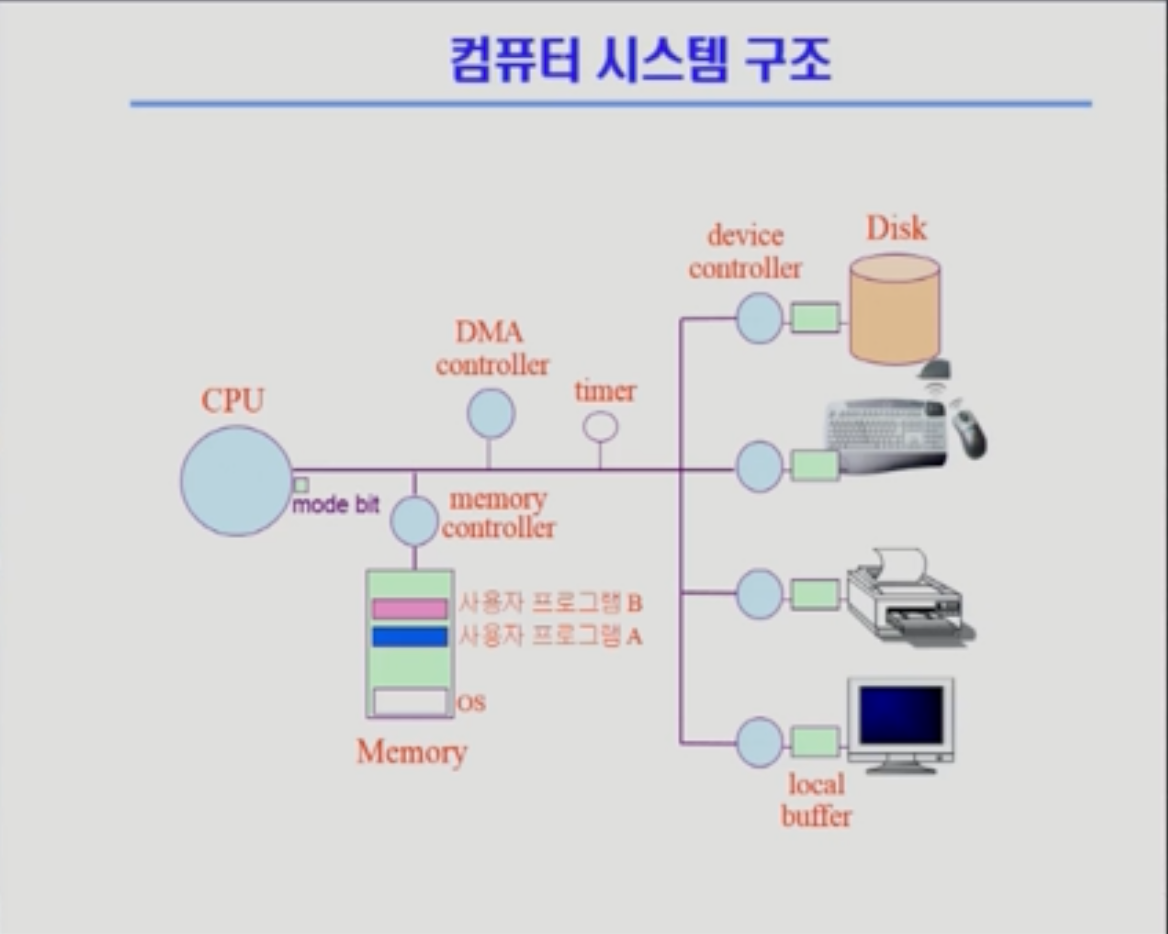 컴퓨터 시스템 구조
device
controller
Disk
DMA
controller
timer
CPU
mode bit
memory
controller
사용자 프로그램 B
사용자 프로그램 A
OS
Memory
local
buffer